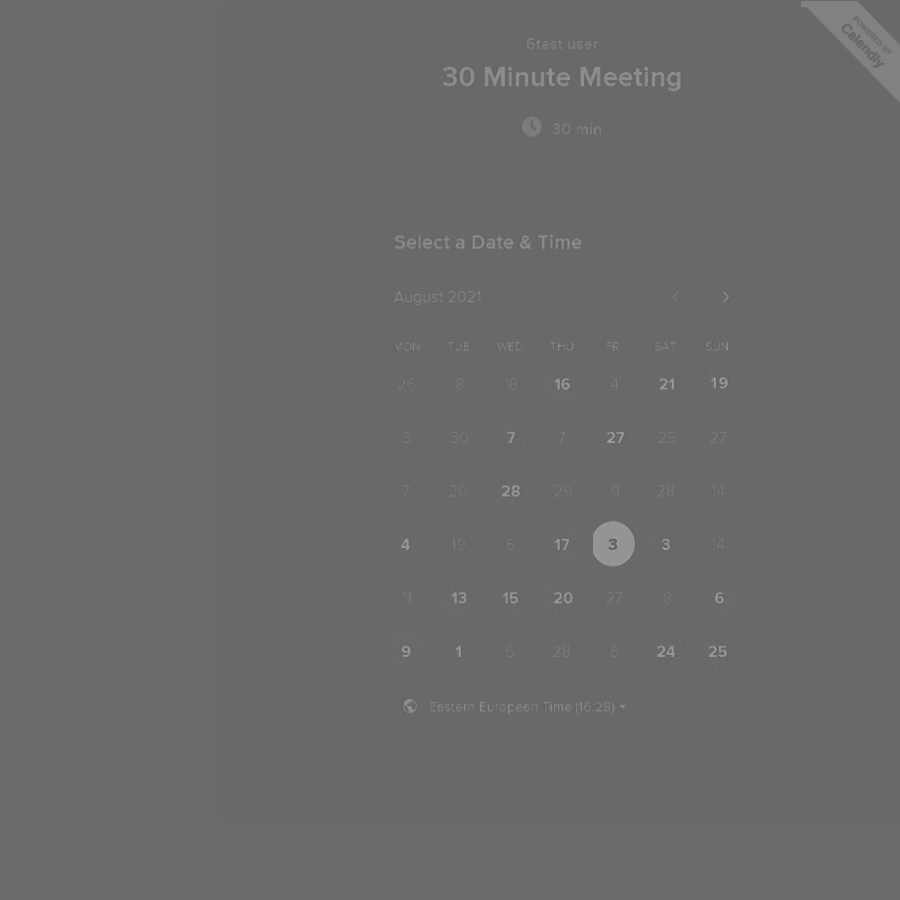 6test user
30 Minute Meeting
30 min
POWERED BY
Calendly
Select a Date & Time
August 2021
MON TUE WED THU FRI SAT SUN
26 8 18 16 4 21 19
3 30 7 7 27 25 27
7 20 28 29 9 28 14
4 19 6 17 3 3 14
11 13 15 20 27 8 6
9 1 5 28 6 24 25
Eastern European Time (16:28)